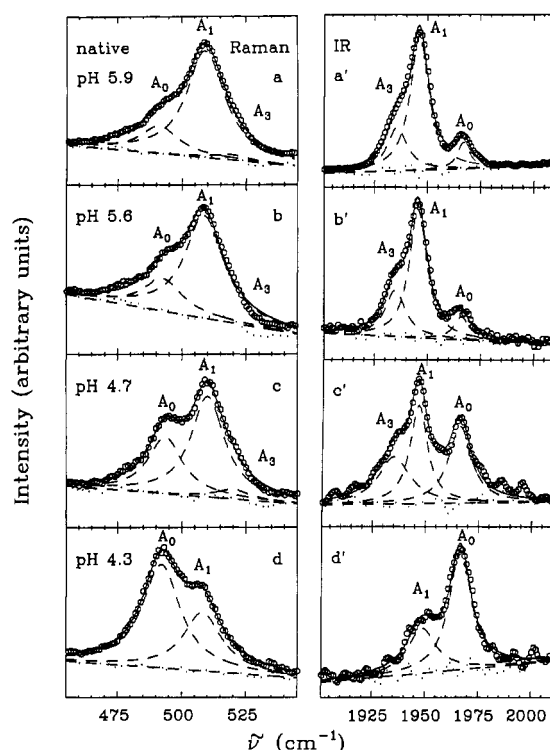 native
Raman
pH 5.9
a
A₀
A₁
A₃
IR
a'
A₃
A₁
A₀
pH 5.6
b
A₀
A₁
A₃
b'
A₃
A₁
A₀
pH 4.7
c
A₀
A₁
A₃
c'
A₃
A₁
A₀
pH 4.3
d
A₀
A₁
d'
A₁
A₀
Intensity (arbitrary units)
475 500 525
1925 1950 1975 2000
ν̃ (cm⁻¹)